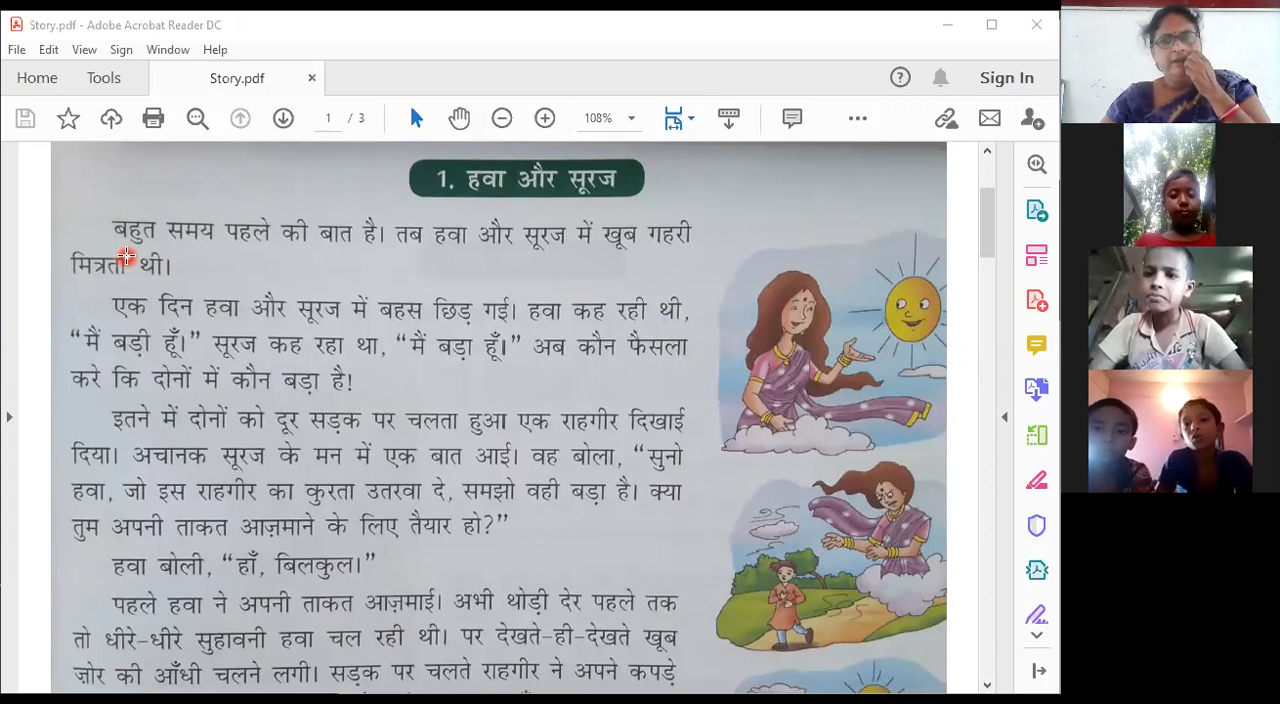 Story.pdf - Adobe Acrobat Reader DC
File Edit View Sign Window Help
Home Tools Story.pdf × Sign In
1 / 3 108%
1. हवा और सूरज
बहुत समय पहले की बात है। तब हवा और सूरज में खूब गहरी
मित्रता थी।
एक दिन हवा और सूरज में बहस छिड़ गई। हवा कह रही थी,
“मैं बड़ी हूँ।” सूरज कह रहा था, “मैं बड़ा हूँ।” अब कौन फैसला
करे कि दोनों में कौन बड़ा है!
इतने में दोनों को दूर सड़क पर चलता हुआ एक राहगीर दिखाई
दिया। अचानक सूरज के मन में एक बात आई। वह बोला, “सुनो
हवा, जो इस राहगीर का कुरता उतरवा दे, समझो वही बड़ा है। क्या
तुम अपनी ताकत आज़माने के लिए तैयार हो?”
हवा बोली, “हाँ, बिलकुल।”
पहले हवा ने अपनी ताकत आज़माई। अभी थोड़ी देर पहले तक
तो धीरे-धीरे सुहावनी हवा चल रही थी। पर देखते-ही-देखते खूब
ज़ोर की आँधी चलने लगी। सड़क पर चलते राहगीर ने अपने कपड़े